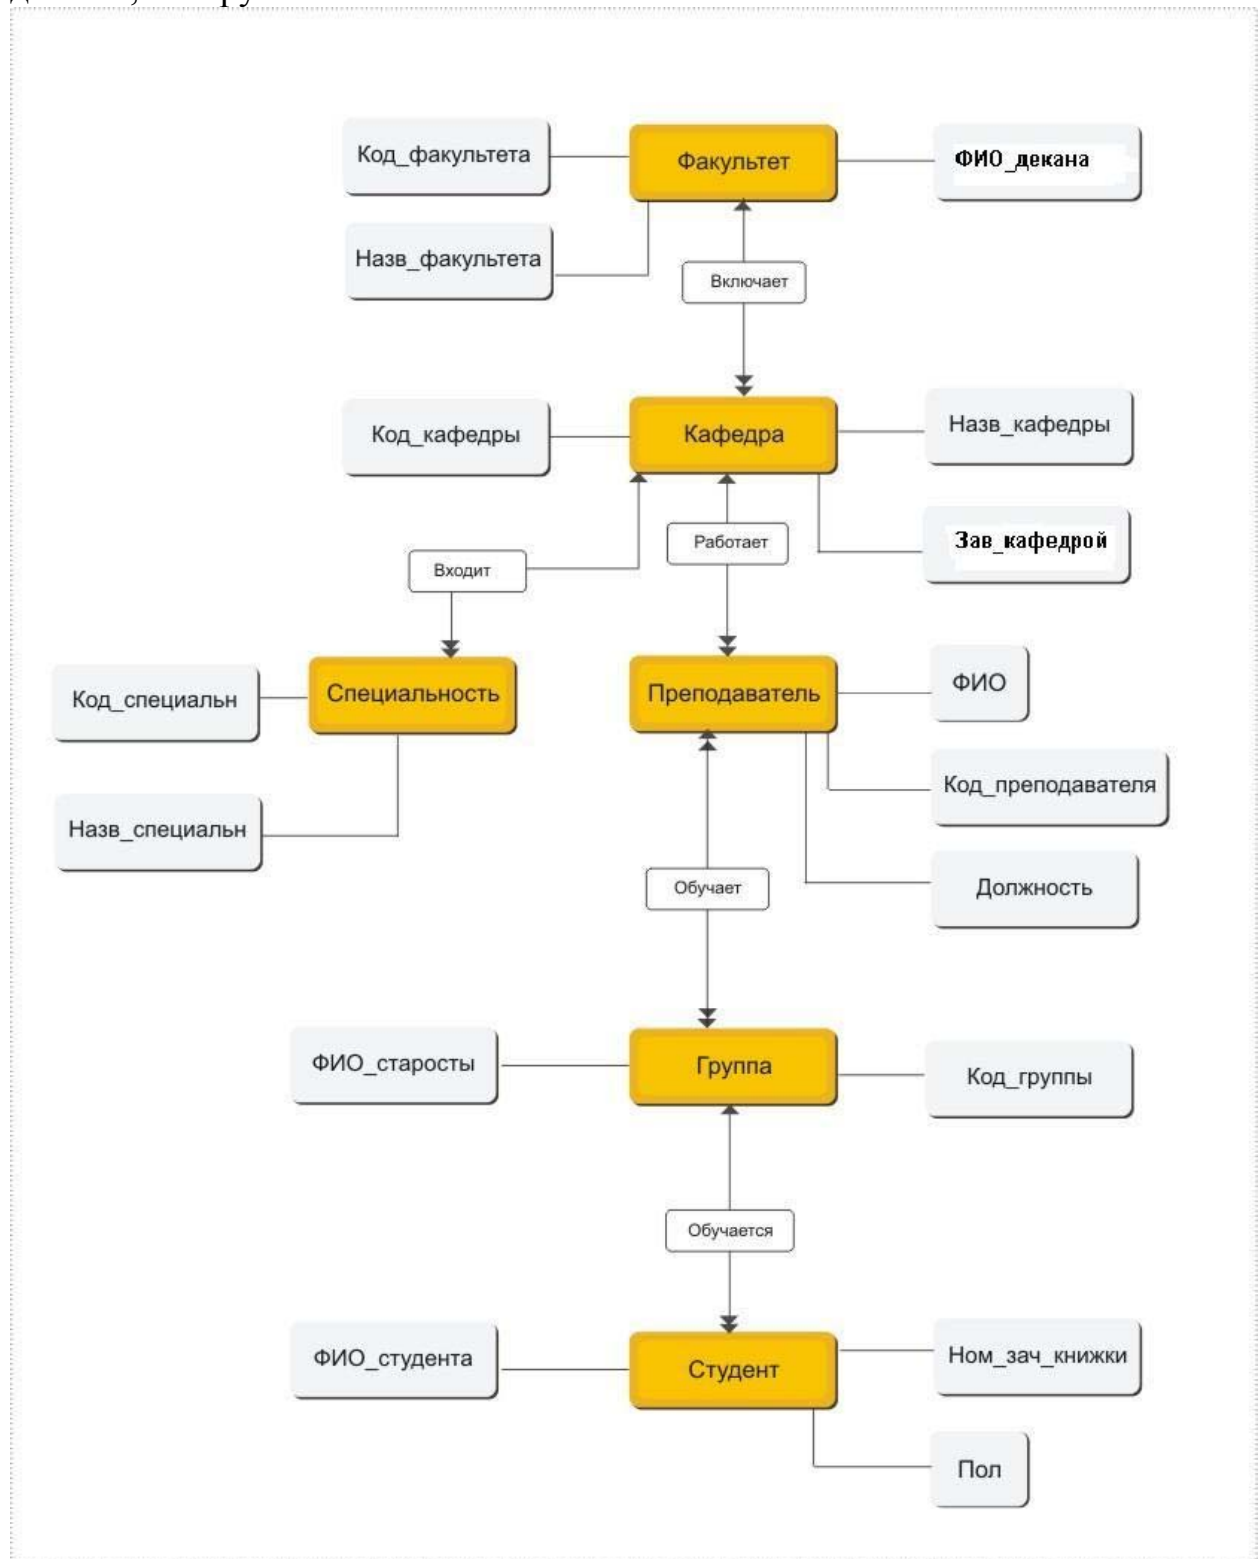 Код_факультета
Факультет
ФИО_декана
Назв_факультета
Включает
Код_кафедры
Кафедра
Назв_кафедры
Работает
Зав_кафедрой
Входит
Код_специальн
Специальность
Преподаватель
ФИО
Код_преподавателя
Назв_специальн
Обучает
Должность
ФИО_старосты
Группа
Код_группы
Обучается
ФИО_студента
Студент
Ном_зач_книжки
Пол